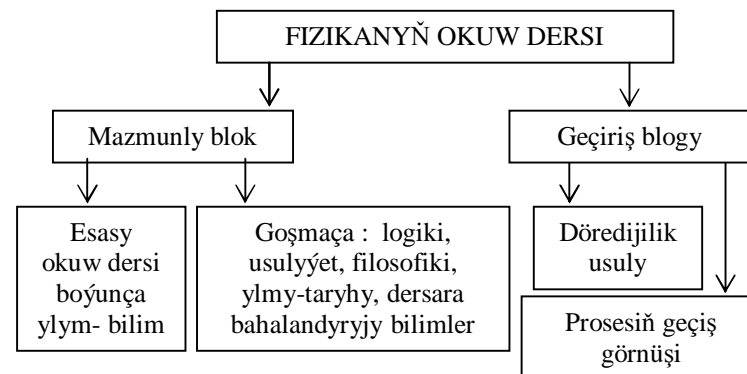 FIZIKANYŇ OKUW DERSI
Mazmunly blok
Geçiriş blogy
Esasy
okuw dersi
boýunça
ylym- bilim
Goşmaça : logiki,
usulyýet, filosofiki,
ylmy-taryhy, dersara
bahalandyryjy bilimler
Döredijilik
usuly
Prosesiň geçiş
görnüşi